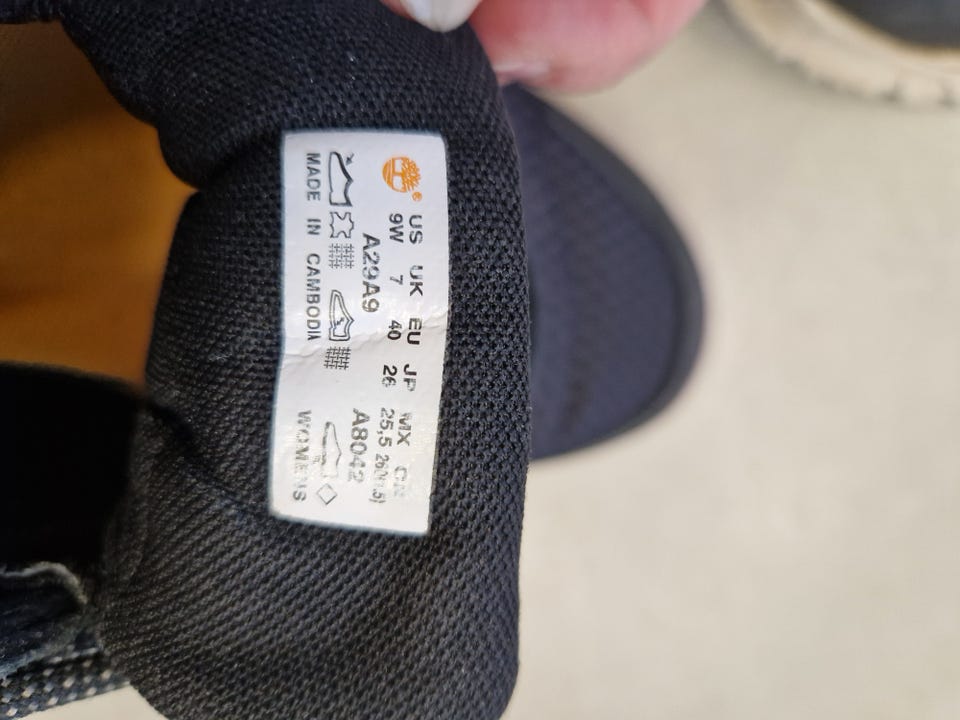 US UK EU JP MX CN
9W 7 40 26 25,5 260(1.5)
A29A9 A8042
MADE IN CAMBODIA WOMENS